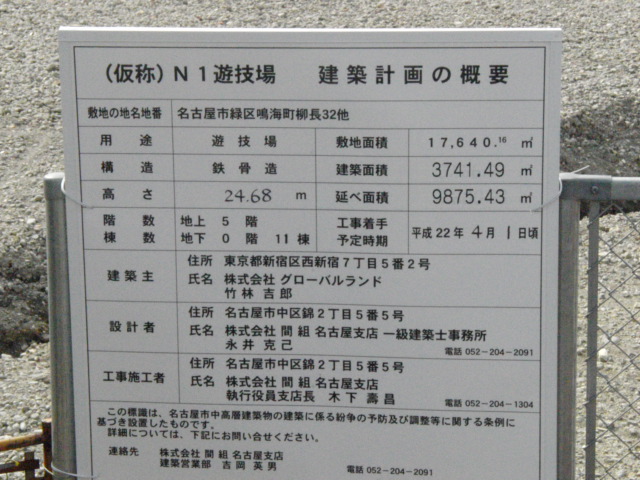 （仮称）Ｎ１遊技場　建築計画の概要
敷地の地名地番　名古屋市緑区鳴海町柳長32他
用途　遊技場　敷地面積　17,640.16 ㎡
構造　鉄骨造　建築面積　3741.49 ㎡
高さ　24.68 m　延べ面積　9875.43 ㎡
階数　地上 5 階　工事着手
棟数　地下 0 階 11棟　予定時期　平成22年 4月 1日頃
建築主　住所　東京都新宿区西新宿７丁目５番２号
氏名　株式会社 グローバルランド
竹林 吉郎
設計者　住所　名古屋市中区錦２丁目５番５号
氏名　株式会社 間組 名古屋支店 一級建築士事務所
永井 克己　電話 052-204-2091
工事施工者　住所　名古屋市中区錦２丁目５番５号
氏名　株式会社 間組 名古屋支店
執行役員支店長　木下 壽昌　電話 052-204-1304
この標識は、名古屋市中高層建築物の建築に係る紛争の予防及び調整等に関する条例に
基づき設置したものです。
詳細については、下記にお問い合せください。
連絡先　株式会社 間組 名古屋支店
建築営業部 吉岡 英男　電話 052-204-2091